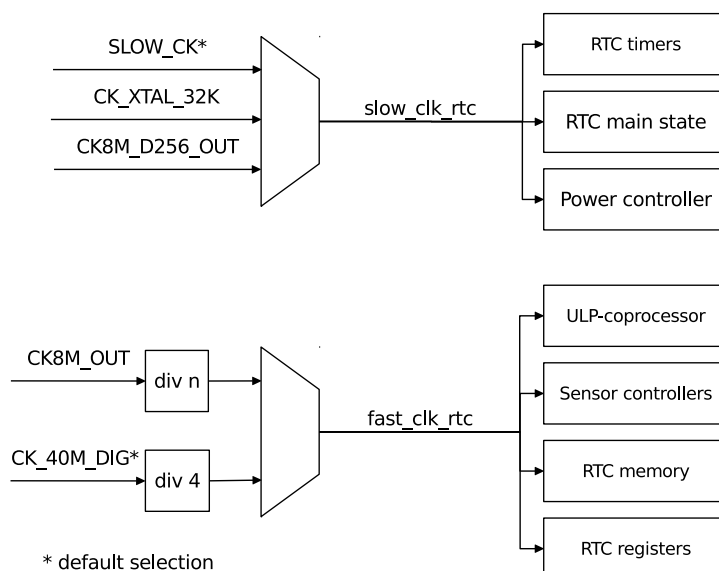 SLOW_CK*
CK_XTAL_32K
CK8M_D256_OUT
slow_clk_rtc
RTC timers
RTC main state
Power controller
CK8M_OUT
div n
CK_40M_DIG*
div 4
fast_clk_rtc
ULP-coprocessor
Sensor controllers
RTC memory
RTC registers
* default selection